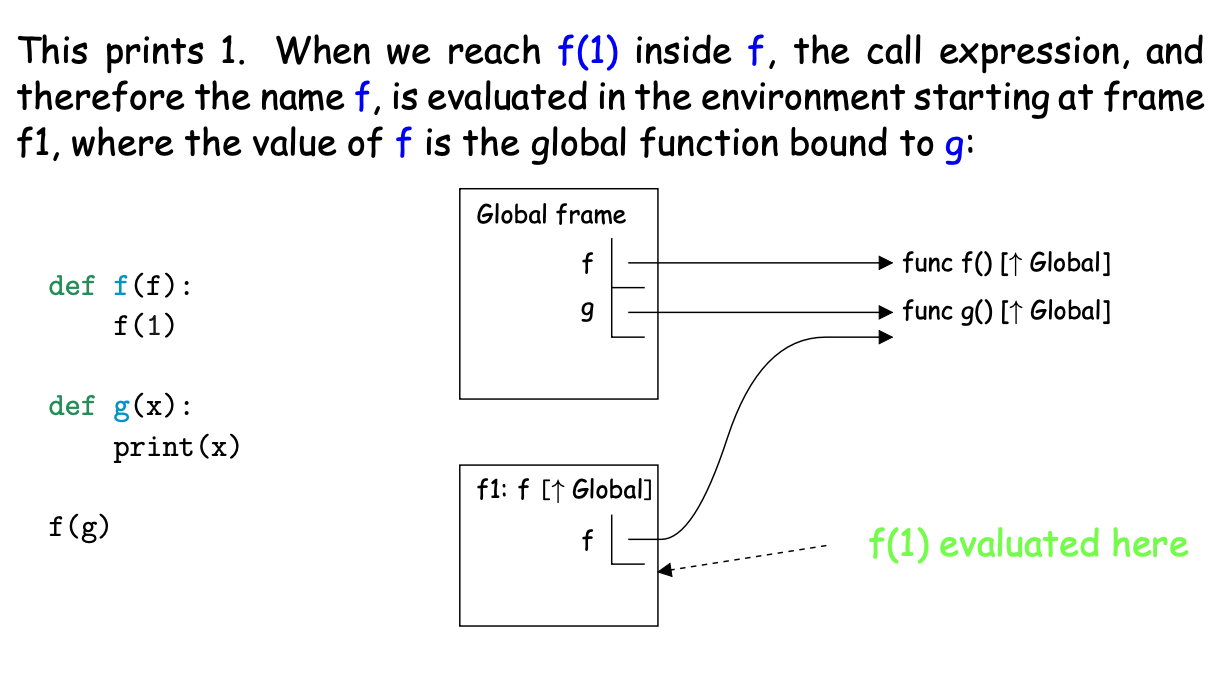 This prints 1. When we reach f(1) inside f, the call expression, and
therefore the name f, is evaluated in the environment starting at frame
f1, where the value of f is the global function bound to g:
def f(f):
    f(1)
def g(x):
    print(x)
f(g)
Global frame
f
g
func f() [↑ Global]
func g() [↑ Global]
f1: f [↑ Global]
f
f(1) evaluated here